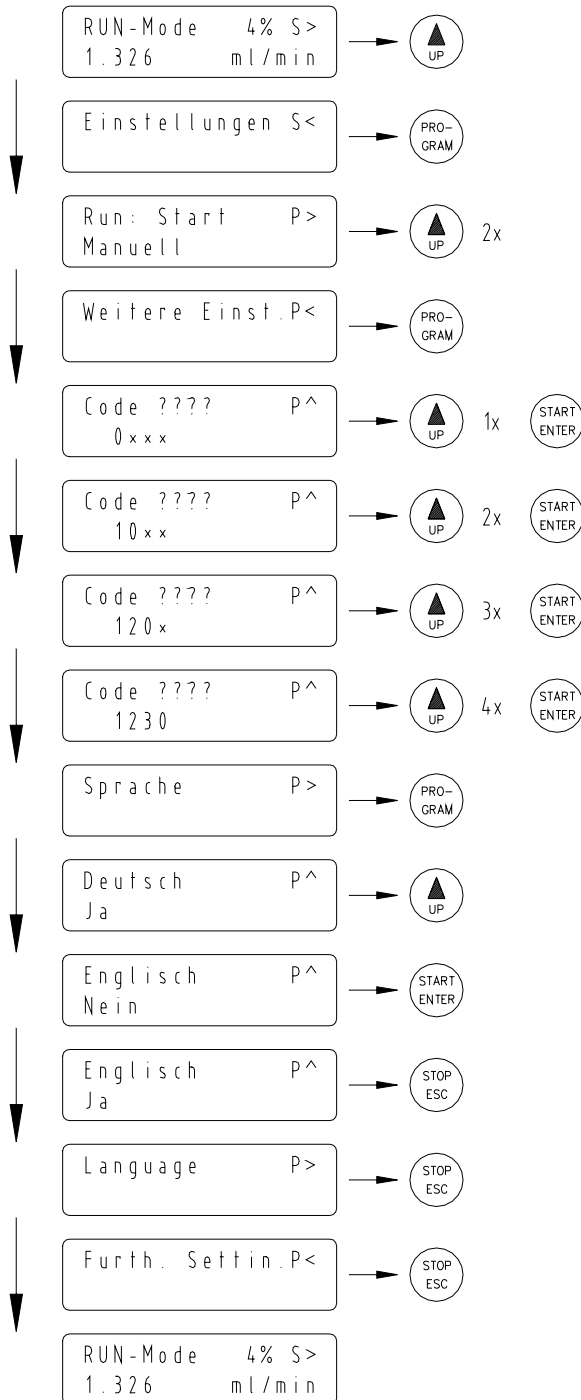 RUN-Mode 4% S>
1.326 ml/min
UP
Einstellungen S<
PRO-
GRAM
Run: Start P>
Manuell
UP
2x
Weitere Einst.P<
PRO-
GRAM
Code ???? P^
0xxx
UP
1x
START
ENTER
Code ???? P^
10xx
UP
2x
START
ENTER
Code ???? P^
120x
UP
3x
START
ENTER
Code ???? P^
1230
UP
4x
START
ENTER
Sprache P>
PRO-
GRAM
Deutsch P^
Ja
UP
Englisch P^
Nein
START
ENTER
Englisch P^
Ja
STOP
ESC
Language P>
STOP
ESC
Furth. Settin.P<
STOP
ESC
RUN-Mode 4% S>
1.326 ml/min